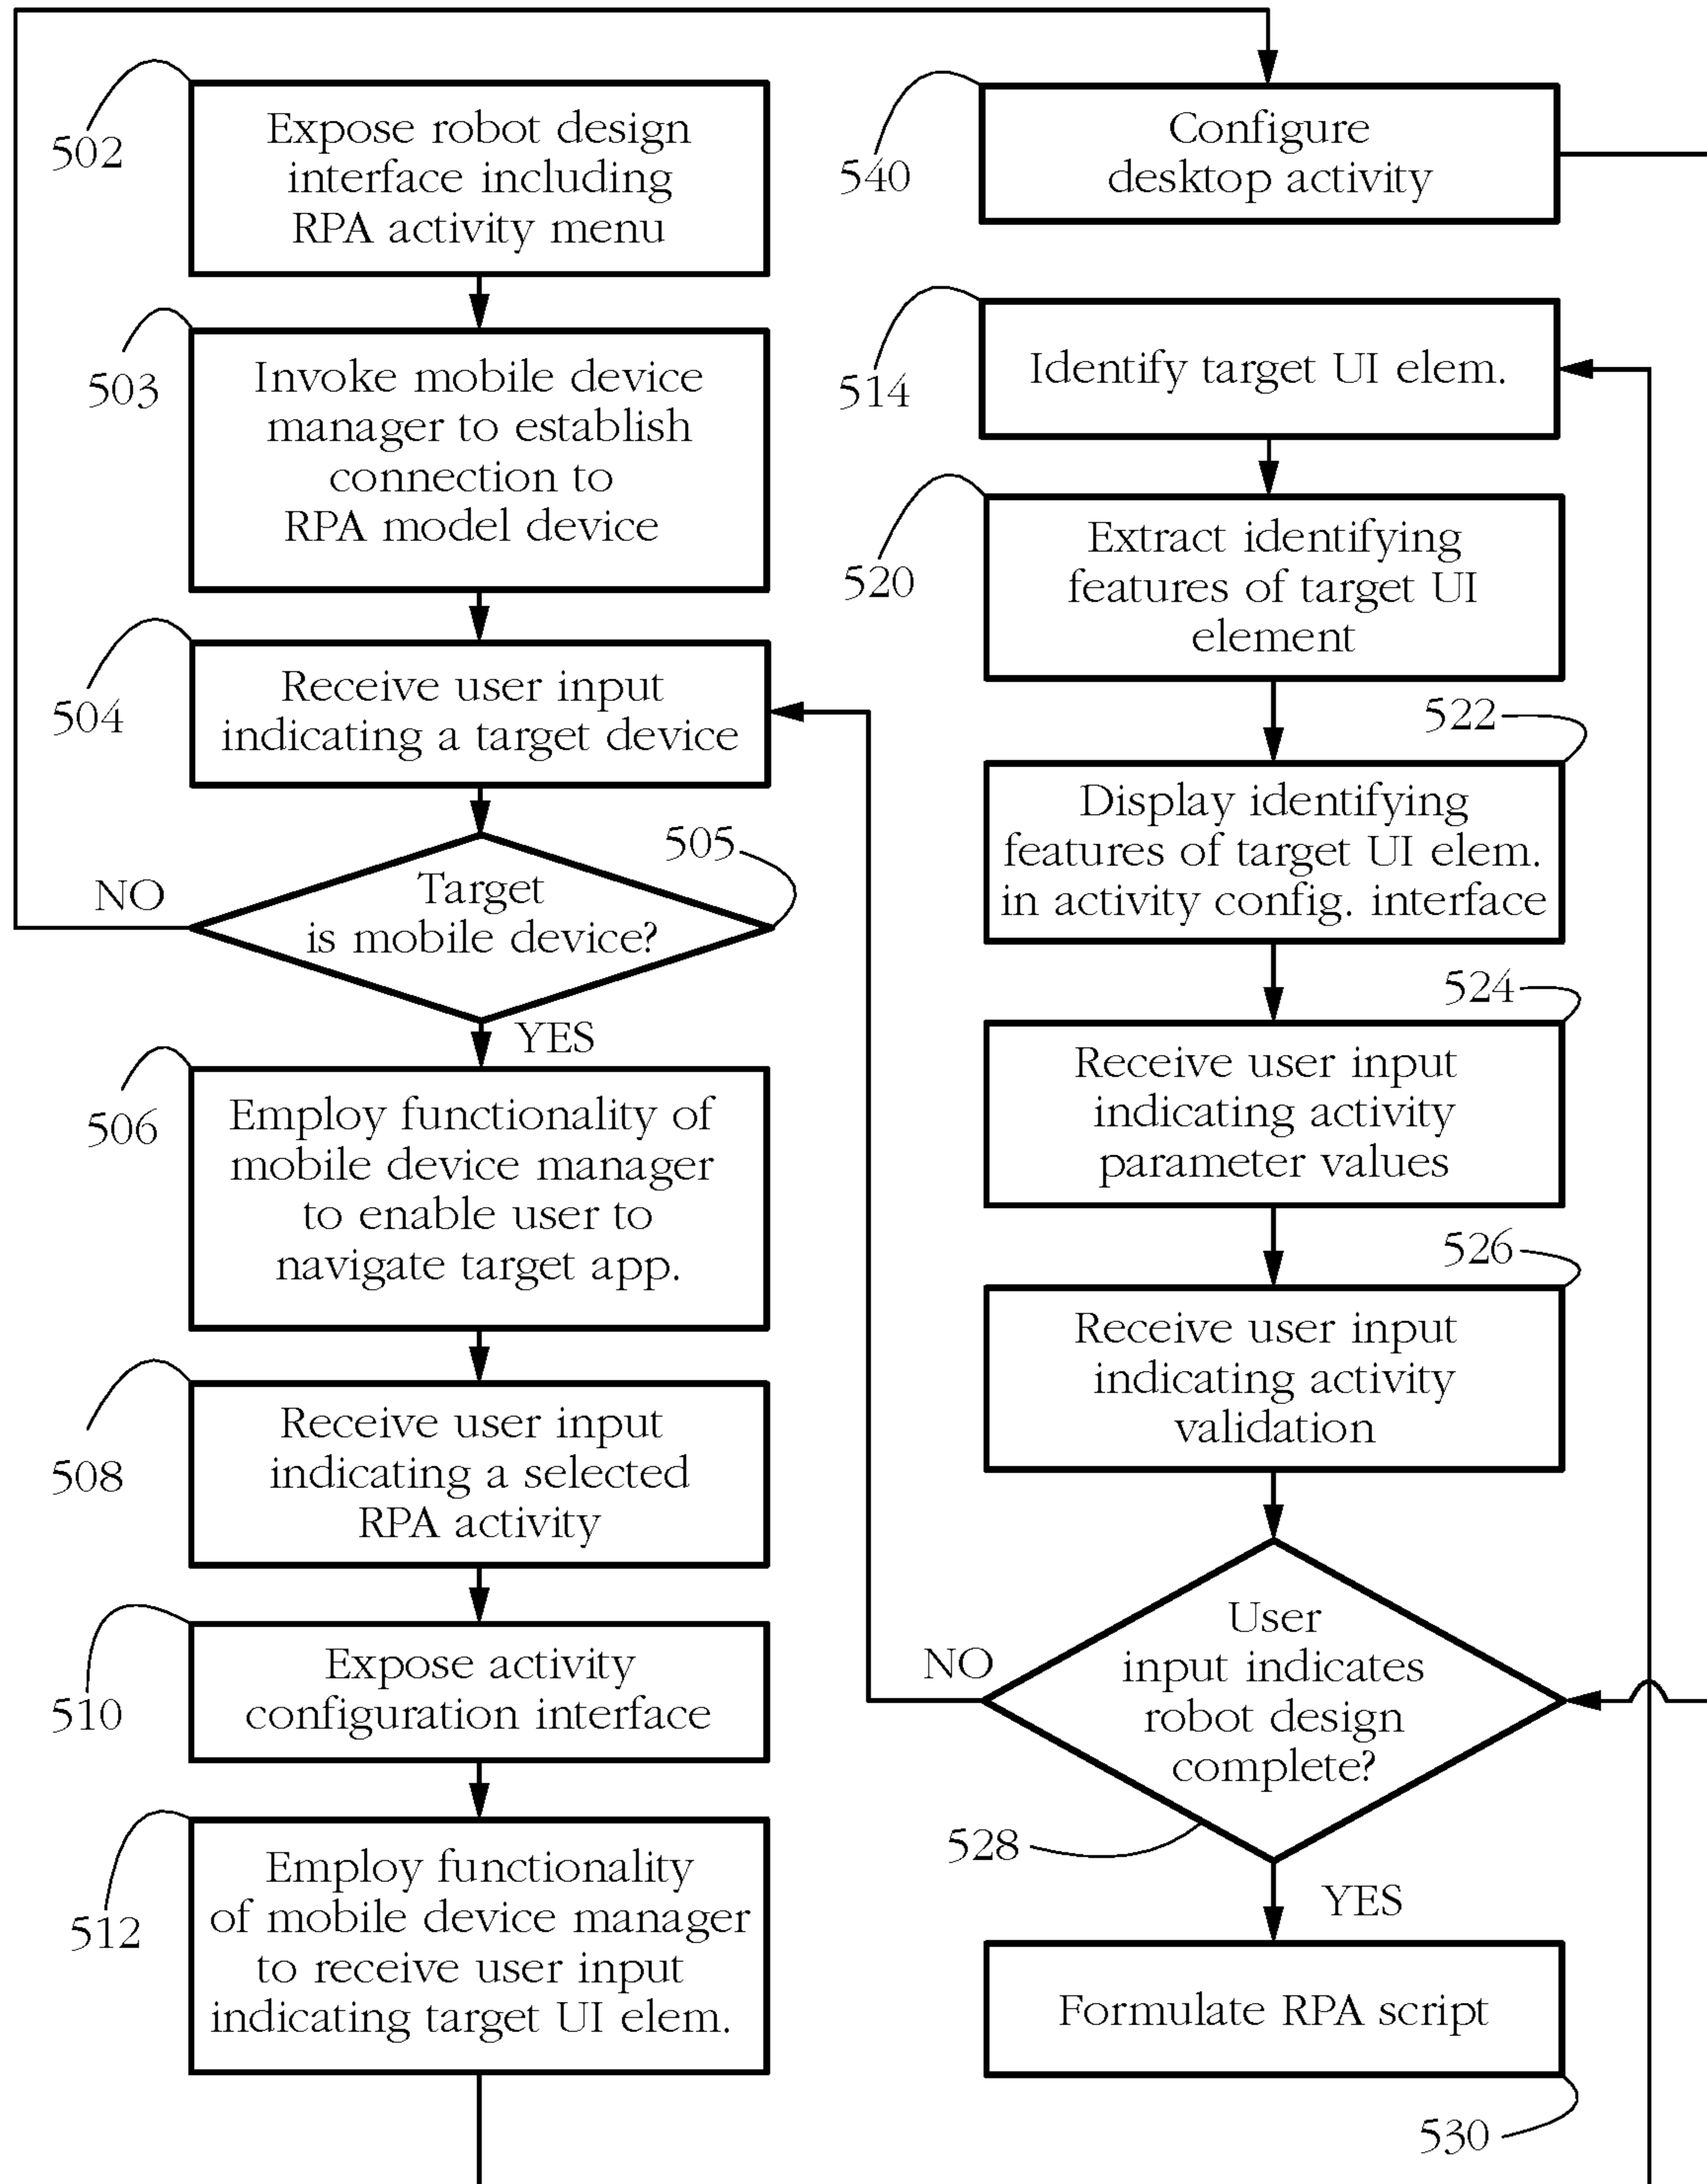 502
Expose robot design
interface including
RPA activity menu
503
Invoke mobile device
manager to establish
connection to
RPA model device
504
Receive user input
indicating a target device
505
Target
is mobile device?
NO
YES
506
Employ functionality of
mobile device manager
to enable user to
navigate target app.
508
Receive user input
indicating a selected
RPA activity
510
Expose activity
configuration interface
512
Employ functionality
of mobile device manager
to receive user input
indicating target UI elem.
540
Configure
desktop activity
514
Identify target UI elem.
520
Extract identifying
features of target UI
element
522
Display identifying
features of target UI elem.
in activity config. interface
524
Receive user input
indicating activity
parameter values
526
Receive user input
indicating activity
validation
User
input indicates
robot design
complete?
NO
528
YES
Formulate RPA script
530